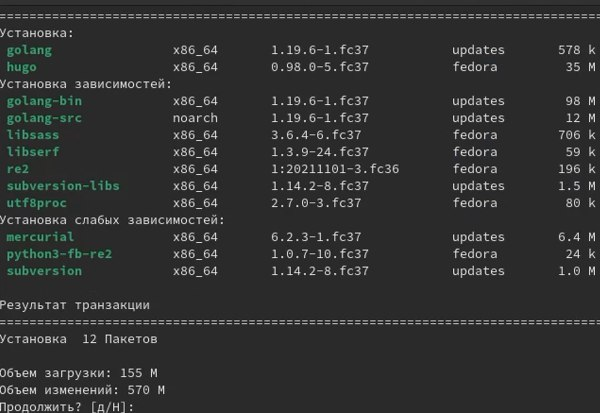 ================================================================================
Установка:
golang x86_64 1.19.6-1.fc37 updates 578 k
hugo x86_64 0.98.0-5.fc37 fedora 35 M
Установка зависимостей:
golang-bin x86_64 1.19.6-1.fc37 updates 98 M
golang-src noarch 1.19.6-1.fc37 updates 12 M
libsass x86_64 3.6.4-6.fc37 fedora 706 k
libserf x86_64 1.3.9-24.fc37 fedora 59 k
re2 x86_64 1:20211101-3.fc36 fedora 196 k
subversion-libs x86_64 1.14.2-8.fc37 updates 1.5 M
utf8proc x86_64 2.7.0-3.fc37 fedora 80 k
Установка слабых зависимостей:
mercurial x86_64 6.2.3-1.fc37 updates 6.4 M
python3-fb-re2 x86_64 1.0.7-10.fc37 fedora 24 k
subversion x86_64 1.14.2-8.fc37 updates 1.0 M
Результат транзакции
================================================================================
Установка 12 Пакетов
Объем загрузки: 155 M
Объем изменений: 570 M
Продолжить? [д/Н]: